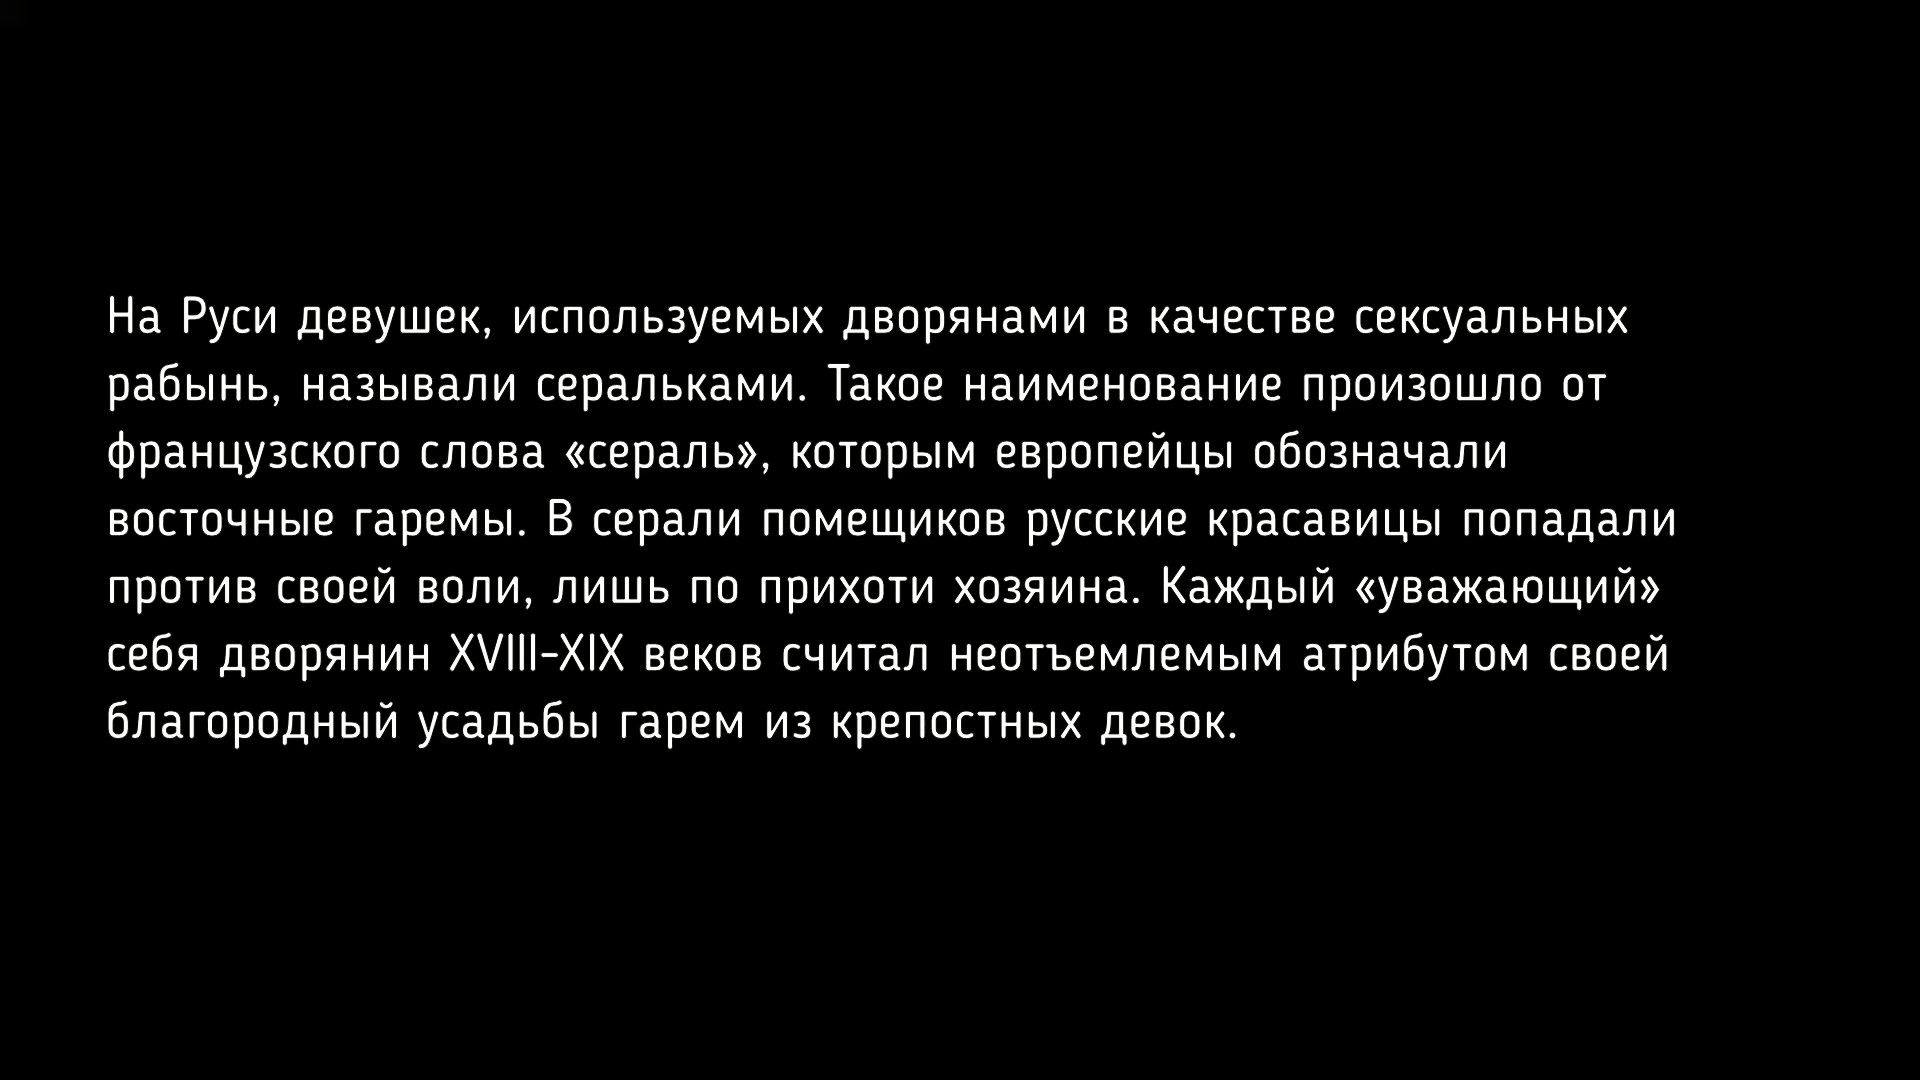 На Руси девушек, используемых дворянами в качестве сексуальных
рабынь, называли серальками. Такое наименование произошло от
французского слова «сераль», которым европейцы обозначали
восточные гаремы. В серали помещиков русские красавицы попадали
против своей воли, лишь по прихоти хозяина. Каждый «уважающий»
себя дворянин XVIII-XIX веков считал неотъемлемым атрибутом своей
благородный усадьбы гарем из крепостных девок.